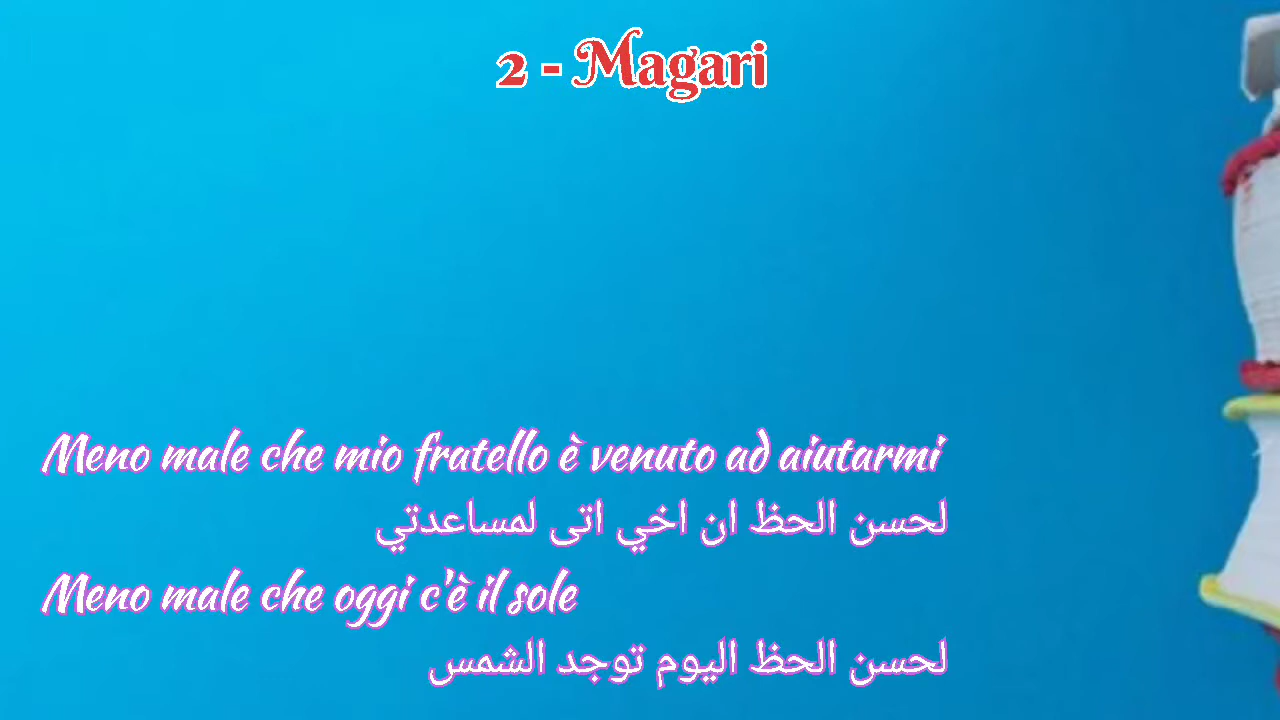 2 - Magari
Meno male che mio fratello è venuto ad aiutarmi
لحسن الحظ ان اخي اتى لمساعدتي
Meno male che oggi c'è il sole
لحسن الحظ اليوم توجد الشمس